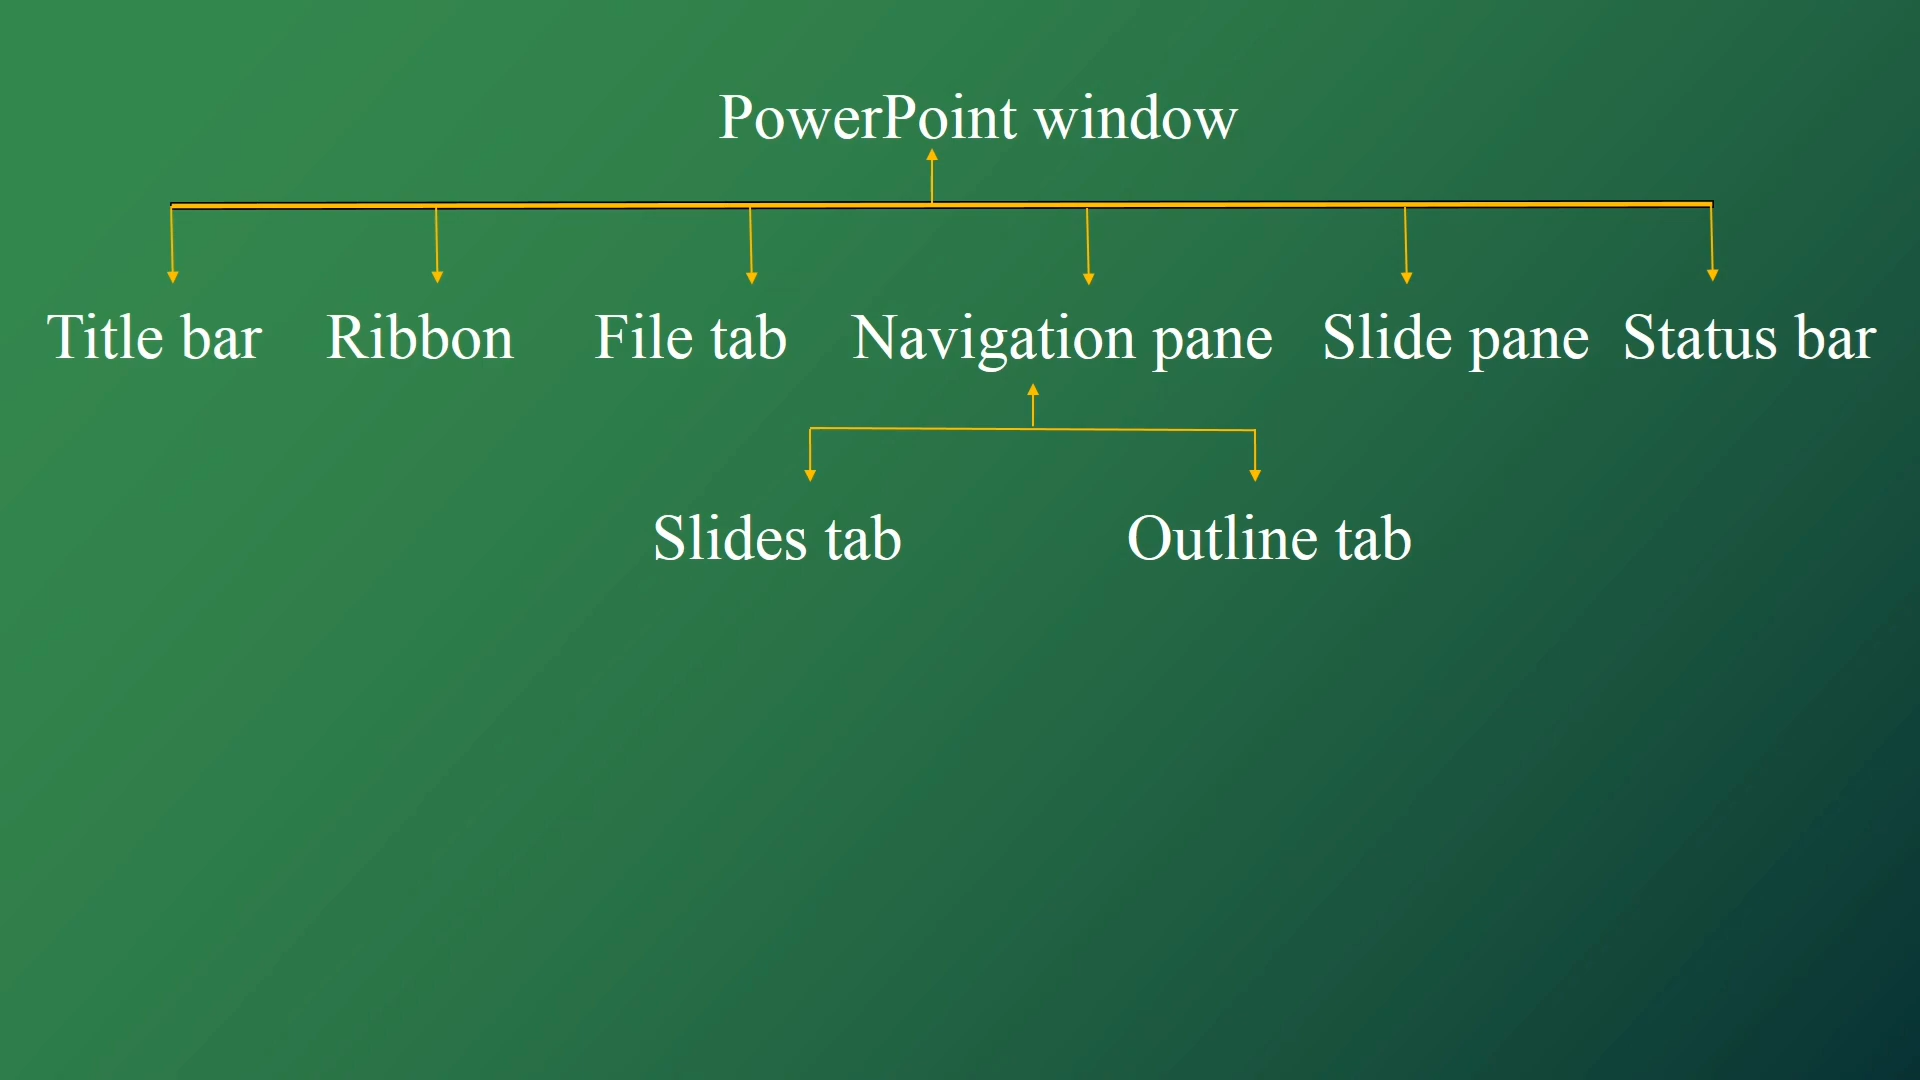 PowerPoint window
Title bar Ribbon File tab Navigation pane Slide pane Status bar
Slides tab Outline tab